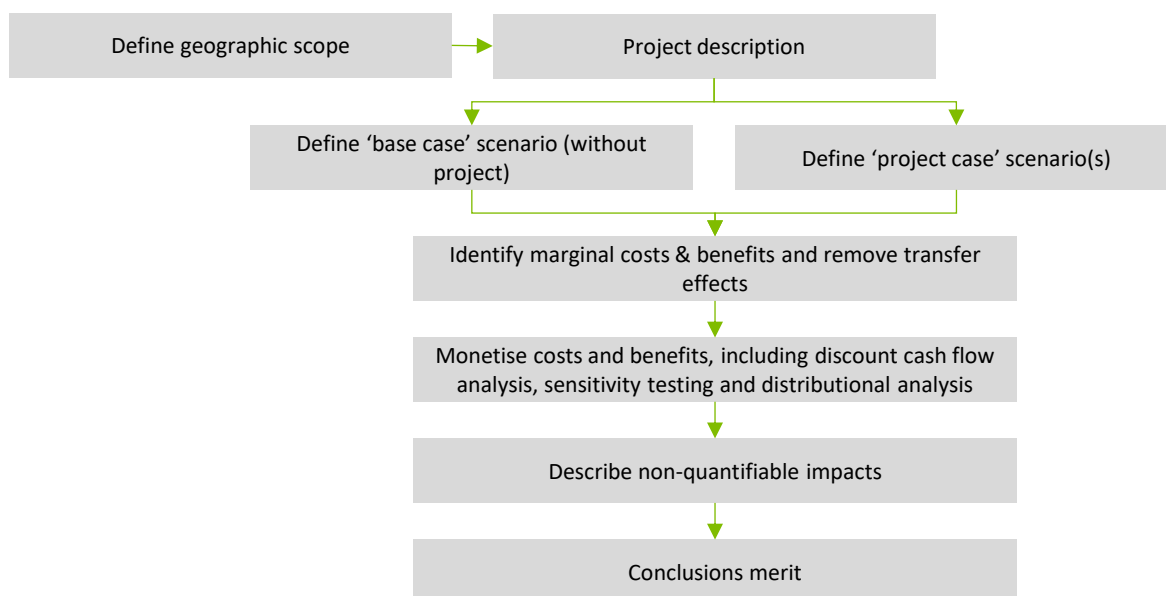 Define geographic scope
Project description
Define ‘base case’ scenario (without
project)
Define ‘project case’ scenario(s)
Identify marginal costs & benefits and remove transfer
effects
Monetise costs and benefits, including discount cash flow
analysis, sensitivity testing and distributional analysis
Describe non-quantifiable impacts
Conclusions merit